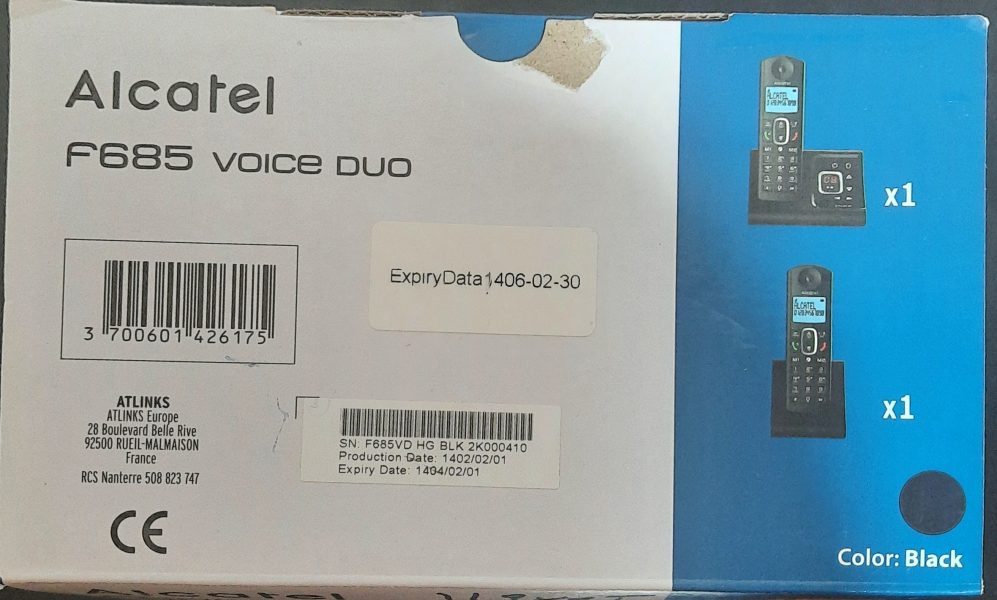 Alcatel
F685 VOICE DUO
x1
ExpiryData1406-02-30
3 700601 426175
x1
ATLINKS
ATLINKS Europe
28 Boulevard Belle Rive
92500 RUEIL-MALMAISON
France
RCS Nanterre 508 823 747
SN: F685VD HG BLK 2K000410
Production Date: 1402/02/01
Expiry Date: 1404/02/01
CE
Color: Black